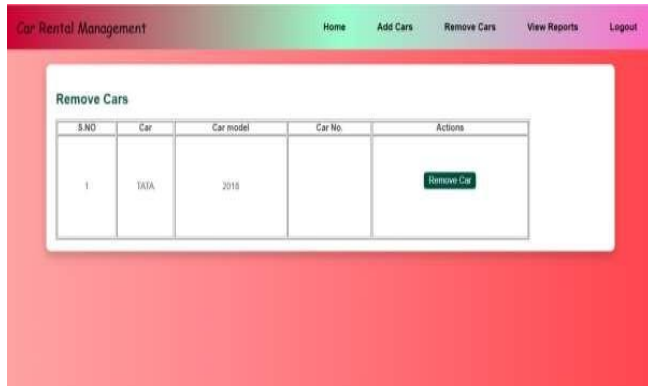 Car Rental Management Home Add Cars Remove Cars View Reports Logout
Remove Cars
S.NO Car Car model Car No. Actions
1 TATA 2018 Remove Car